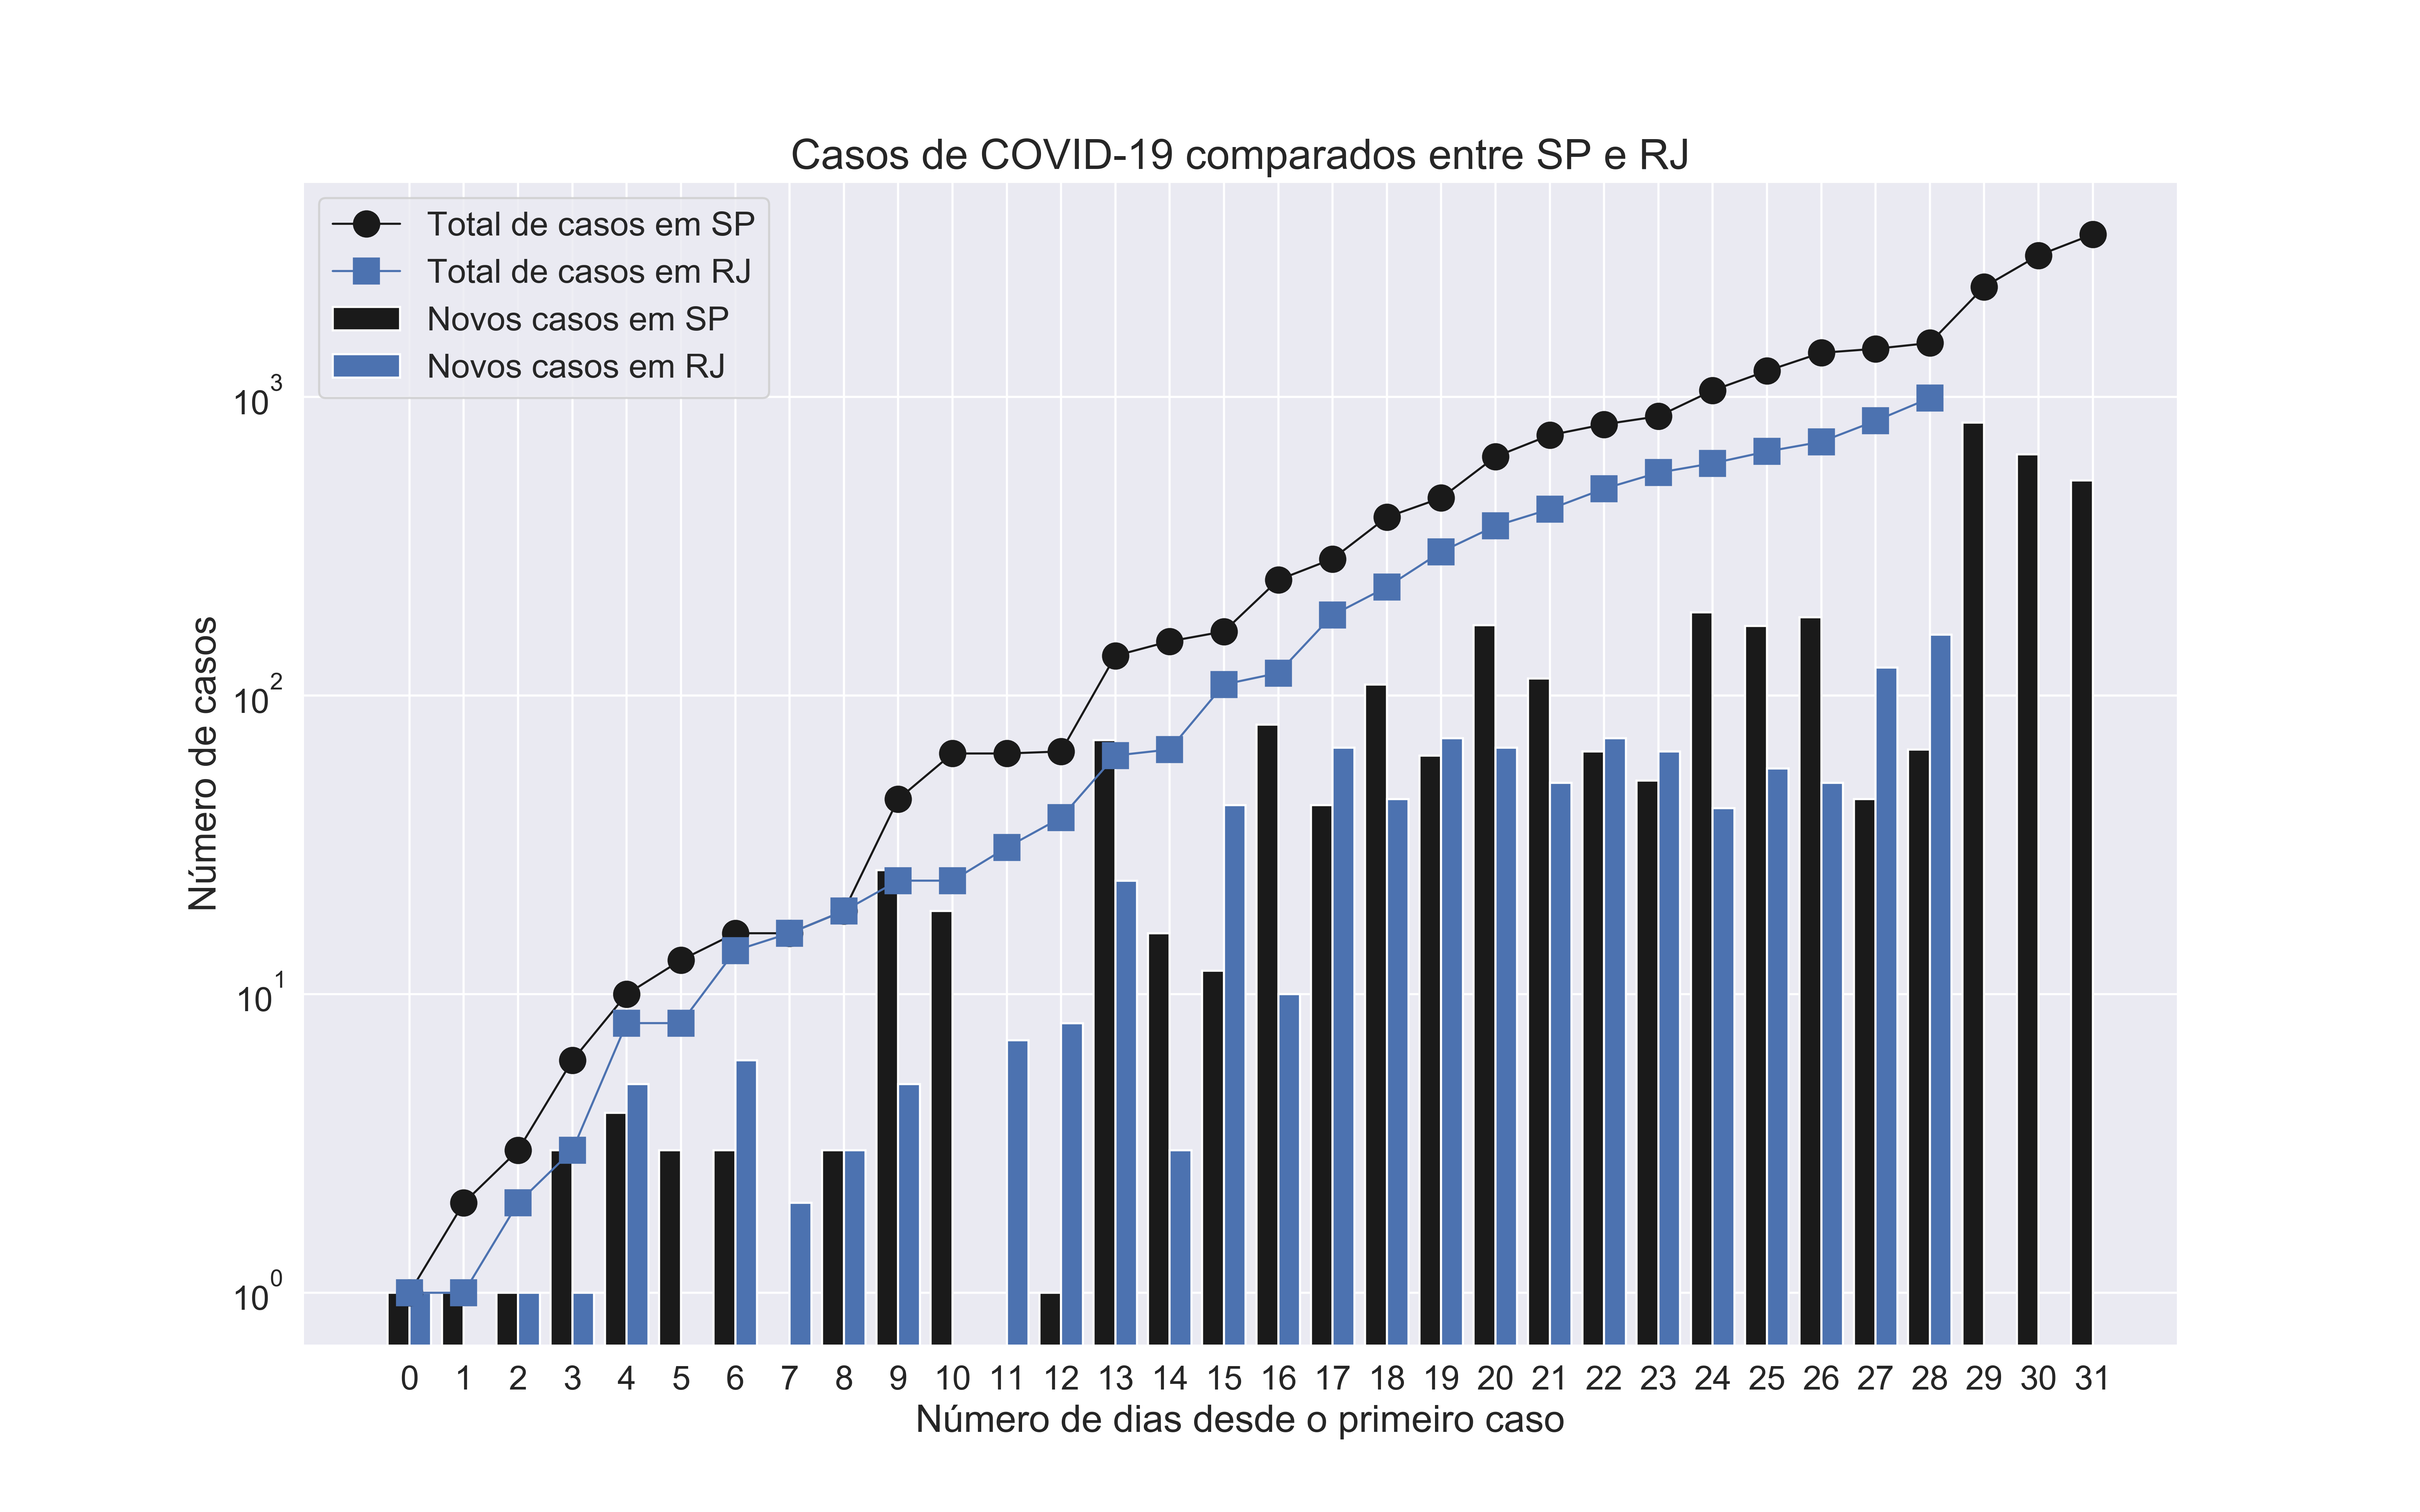 Casos de COVID-19 comparados entre SP e RJ
Total de casos em SP
Total de casos em RJ
Novos casos em SP
Novos casos em RJ
Número de casos
10³
10²
10¹
10⁰
0 1 2 3 4 5 6 7 8 9 10 11 12 13 14 15 16 17 18 19 20 21 22 23 24 25 26 27 28 29 30 31
Número de dias desde o primeiro caso